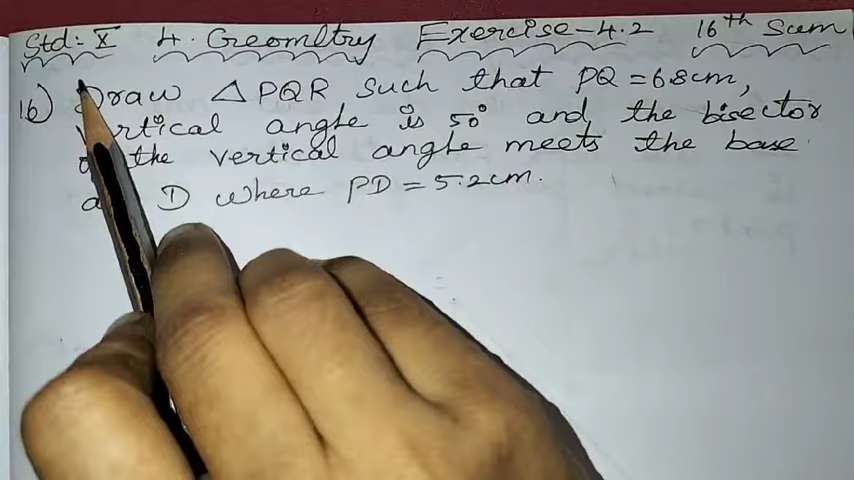 Std:- X 4. Geometry Exercise-4.2 16th Sum
16) Draw △ PQR such that PQ = 6.8cm,
vertical angle is 50° and the bisector
the vertical angle meets the base
D where PD = 5.2cm.